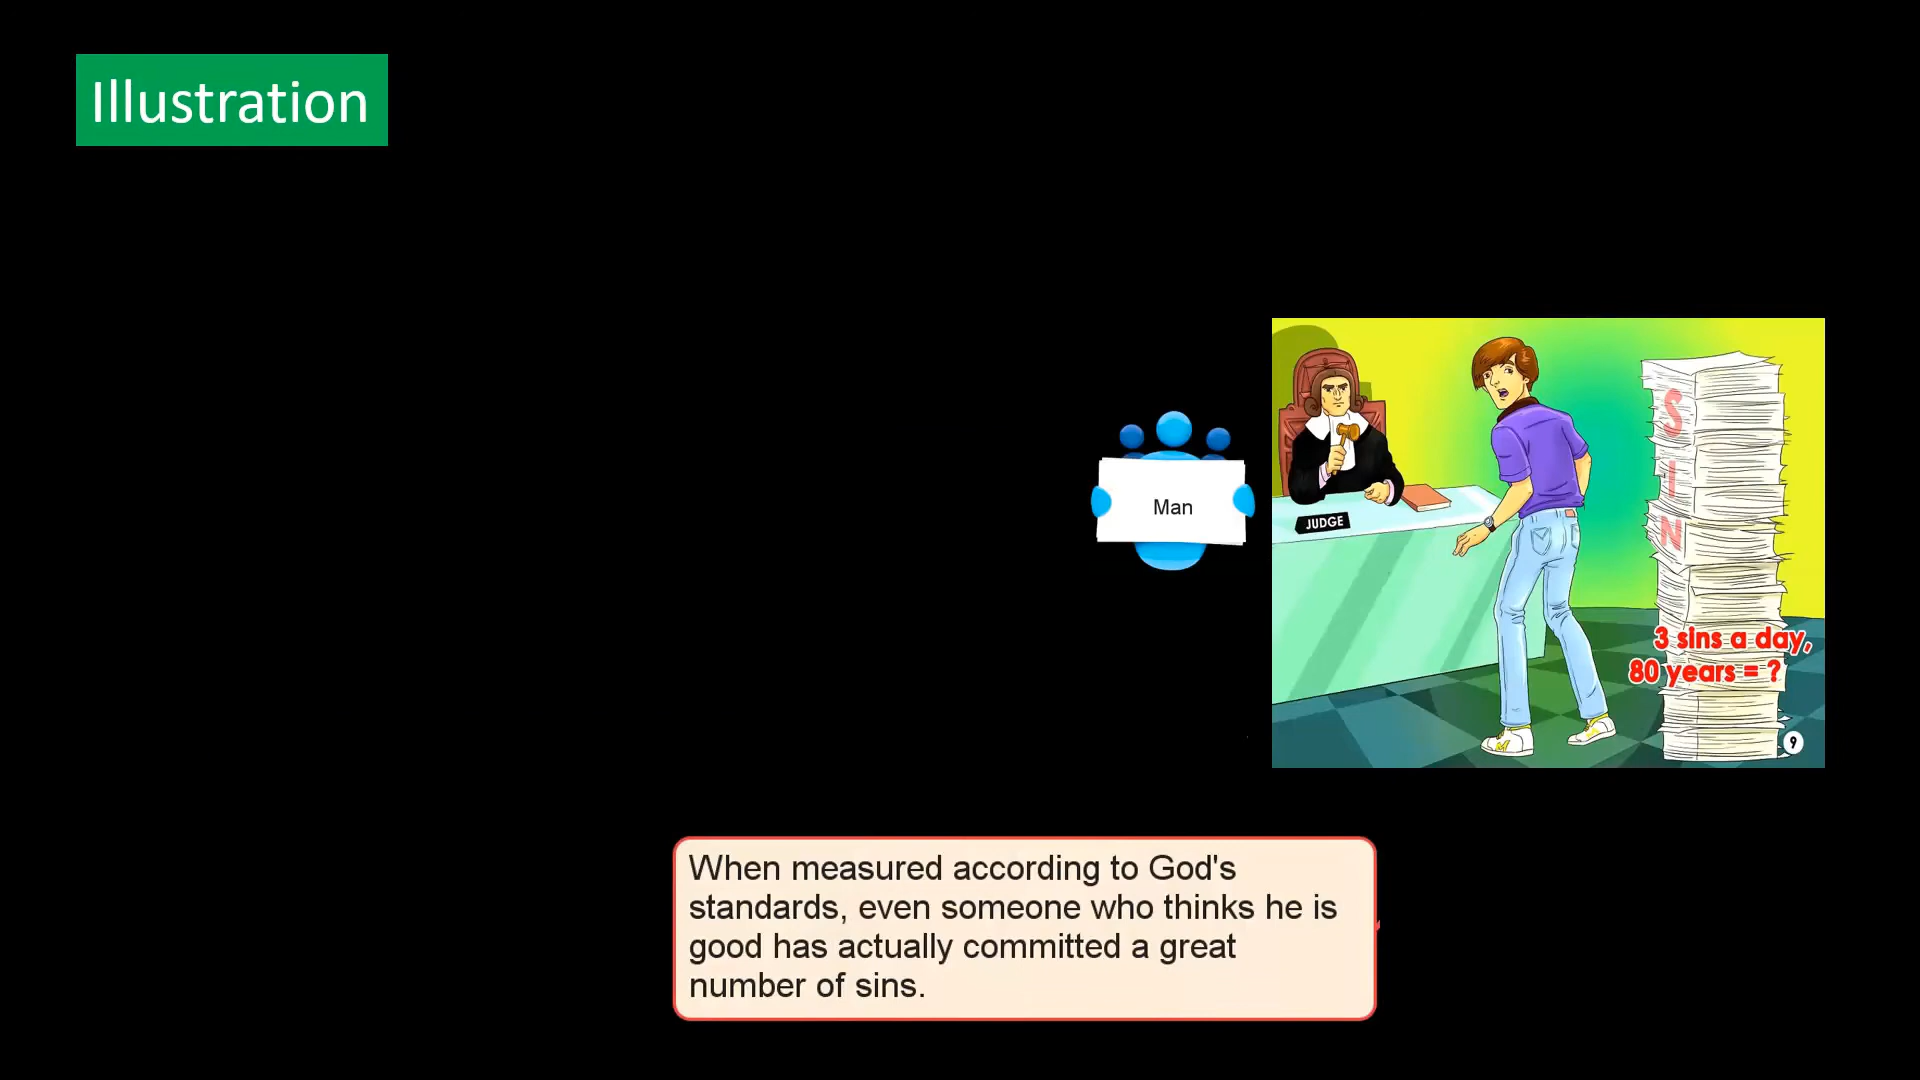 Illustration
Man
JUDGE
SIN
3 sins a day,
80 years = ?
9
When measured according to God's
standards, even someone who thinks he is
good has actually committed a great
number of sins.